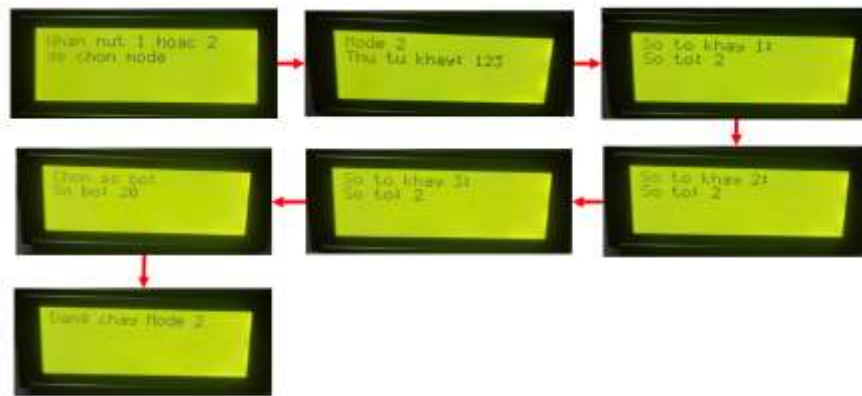 Nhan nut 1 hoac 2
de chon mode
Mode 2
Thu tu khay: 123
So to khay 1:
So to: 2
So to khay 2:
So to: 2
So to khay 3:
So to: 2
Chon so bo:
So bo: 20
Dang chay Mode 2